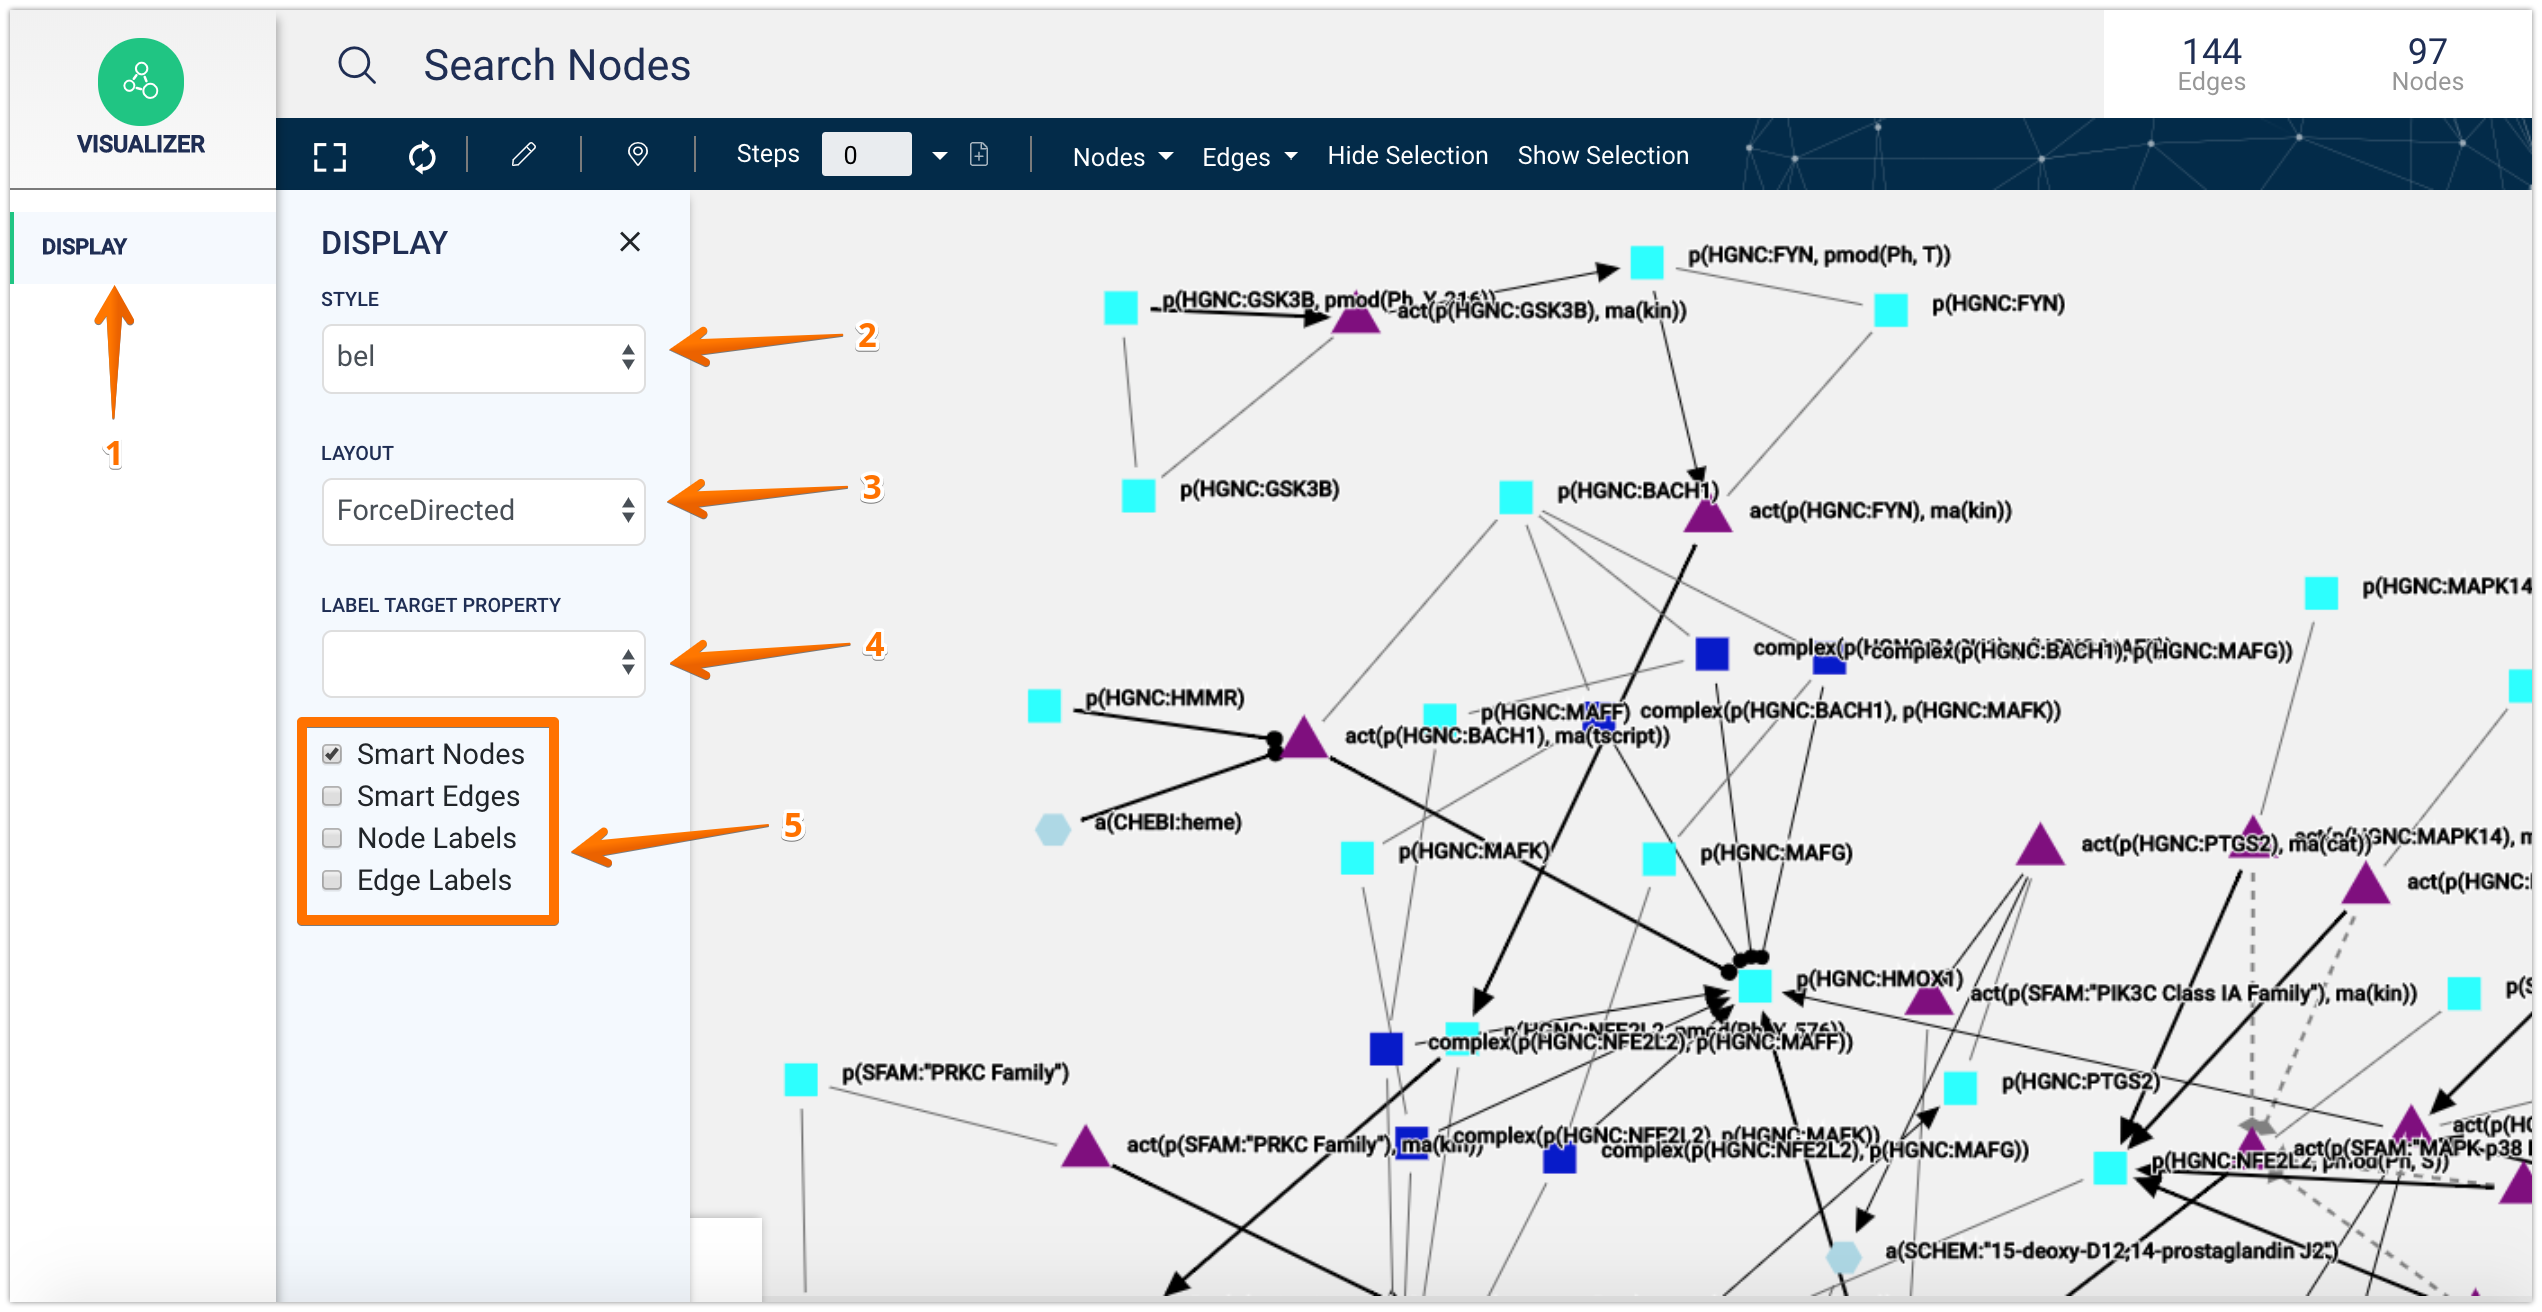 VISUALIZER
Search Nodes
144
Edges
97
Nodes
Steps
0
Nodes
Edges
Hide Selection
Show Selection
DISPLAY
1
DISPLAY
STYLE
bel
2
LAYOUT
ForceDirected
3
LABEL TARGET PROPERTY
4
Smart Nodes
Smart Edges
Node Labels
Edge Labels
5
p(HGNC:FYN, pmod(Ph, T))
p(HGNC:GSK3B, pmod(Ph, Y, 216))
act(p(HGNC:GSK3B), ma(kin))
p(HGNC:FYN)
p(HGNC:GSK3B)
p(HGNC:BACH1)
act(p(HGNC:FYN), ma(kin))
p(HGNC:MAPK14
complex(p(HGNC:BACH1), p(HGNC:MAFG))
p(HGNC:HMMR)
p(HGNC:MAFF)
complex(p(HGNC:BACH1), p(HGNC:MAFK))
act(p(HGNC:BACH1), ma(tscript))
a(CHEBI:heme)
p(HGNC:MAFK)
p(HGNC:MAFG)
act(p(HGNC:PTGS2), ma(cat))
act(p(HGNC:MAPK14), m
act(p(HGNC:
p(HGNC:HMOX1)
act(p(SFAM:"PIK3C Class IA Family"), ma(kin))
p(HGNC:NFE2L2, pmod(Ph, Y, 576))
complex(p(HGNC:NFE2L2), p(HGNC:MAFF))
p(SFAM:"PRKC Family")
p(HGNC:PTGS2)
act(p(SFAM:"PRKC Family"), ma(kin))
complex(p(HGNC:NFE2L2), p(HGNC:MAFK))
complex(p(HGNC:NFE2L2), p(HGNC:MAFG))
act(p(HG
act(p(SFAM:"MAPK p38
p(HGNC:NFE2L2, pmod(Ph, S))
a(SCHEM:"15-deoxy-D12,14-prostaglandin J2")